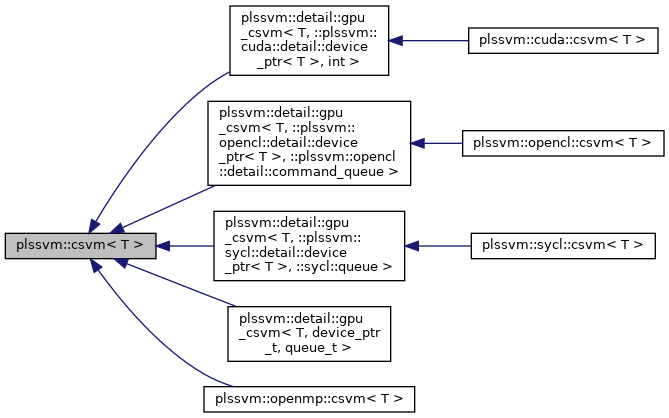 plssvm::detail::gpu
_csvm< T, ::plssvm::
cuda::detail::device
_ptr< T >, int >
plssvm::cuda::csvm< T >
plssvm::detail::gpu
_csvm< T, ::plssvm::
opencl::detail::device
_ptr< T >, ::plssvm::opencl
::detail::command_queue >
plssvm::opencl::csvm< T >
plssvm::csvm< T >
plssvm::detail::gpu
_csvm< T, ::plssvm::
sycl::detail::device
_ptr< T >, ::sycl::queue >
plssvm::sycl::csvm< T >
plssvm::detail::gpu
_csvm< T, device_ptr
_t, queue_t >
plssvm::openmp::csvm< T >